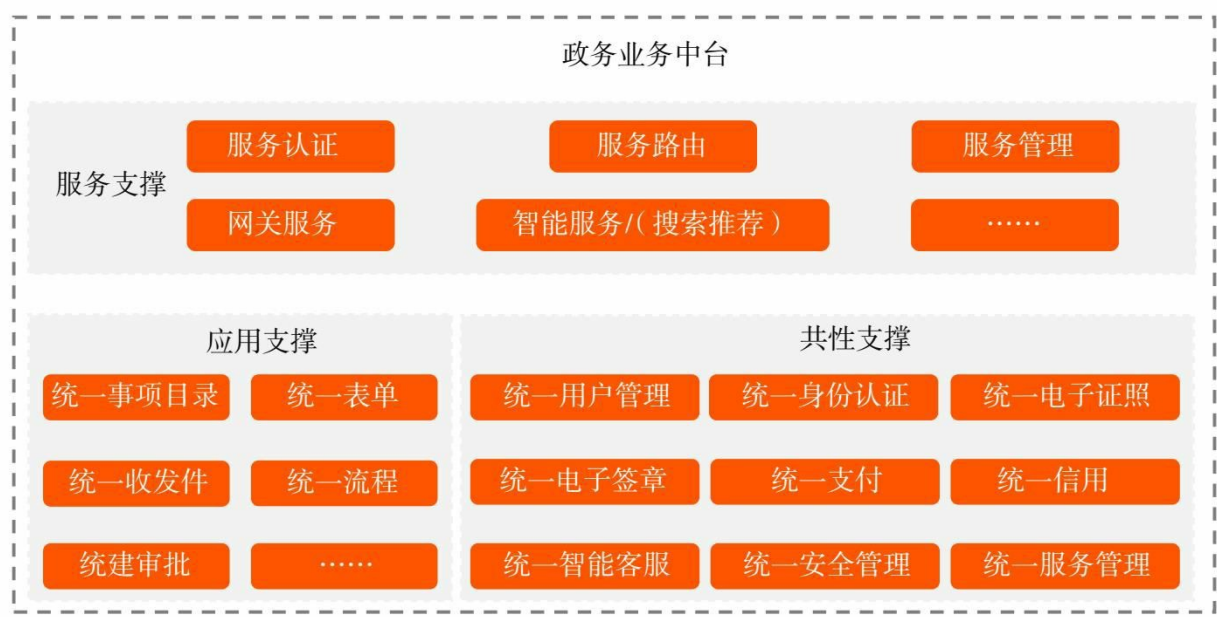 政务业务中台
服务支撑
服务认证
服务路由
服务管理
网关服务
智能服务/(搜索推荐)
……
应用支撑
统一事项目录
统一表单
统一收发件
统一流程
统建审批
……
共性支撑
统一用户管理
统一身份认证
统一电子证照
统一电子签章
统一支付
统一信用
统一智能客服
统一安全管理
统一服务管理